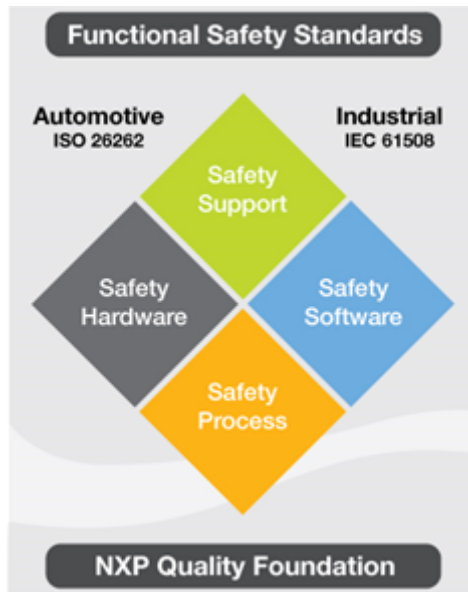 Functional Safety Standards
Automotive
ISO 26262
Industrial
IEC 61508
Safety
Support
Safety
Hardware
Safety
Software
Safety
Process
NXP Quality Foundation